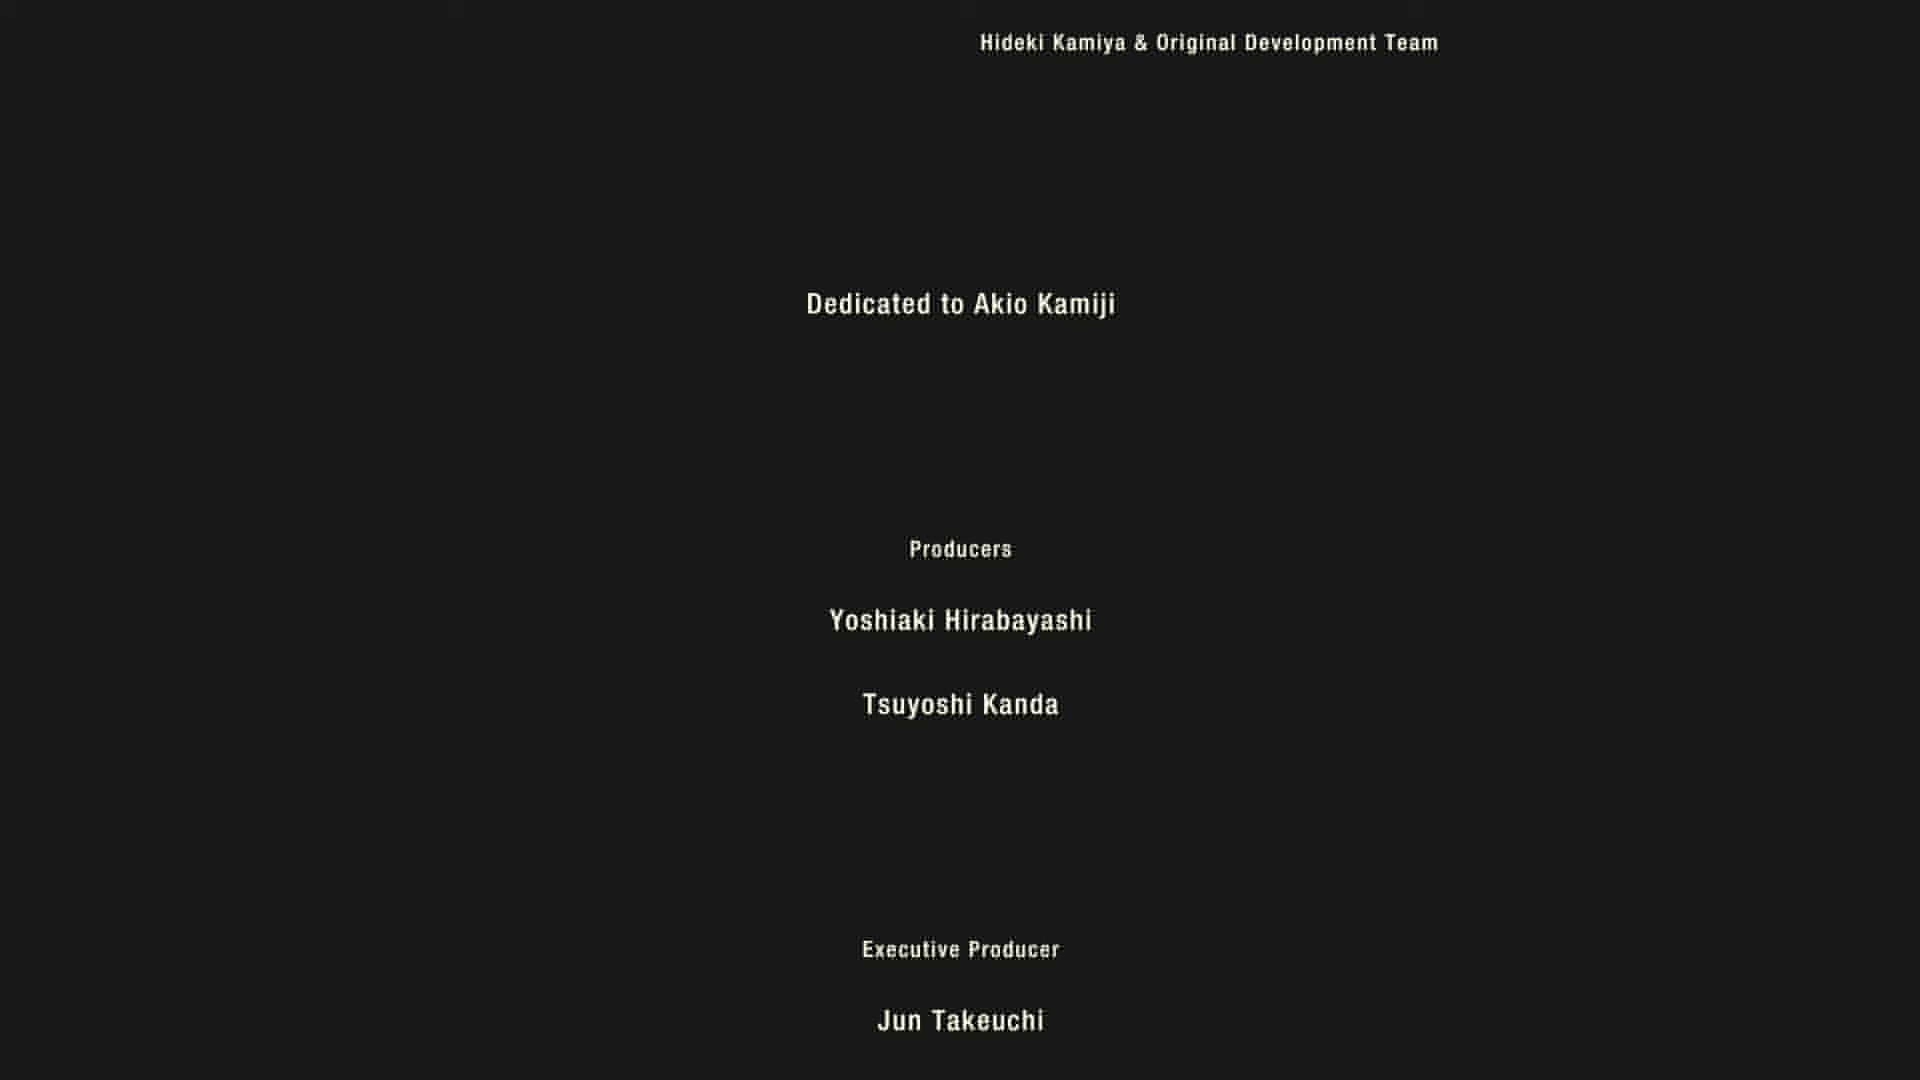 Hideki Kamiya & Original Development Team
Dedicated to Akio Kamiji
Producers
Yoshiaki Hirabayashi
Tsuyoshi Kanda
Executive Producer
Jun Takeuchi